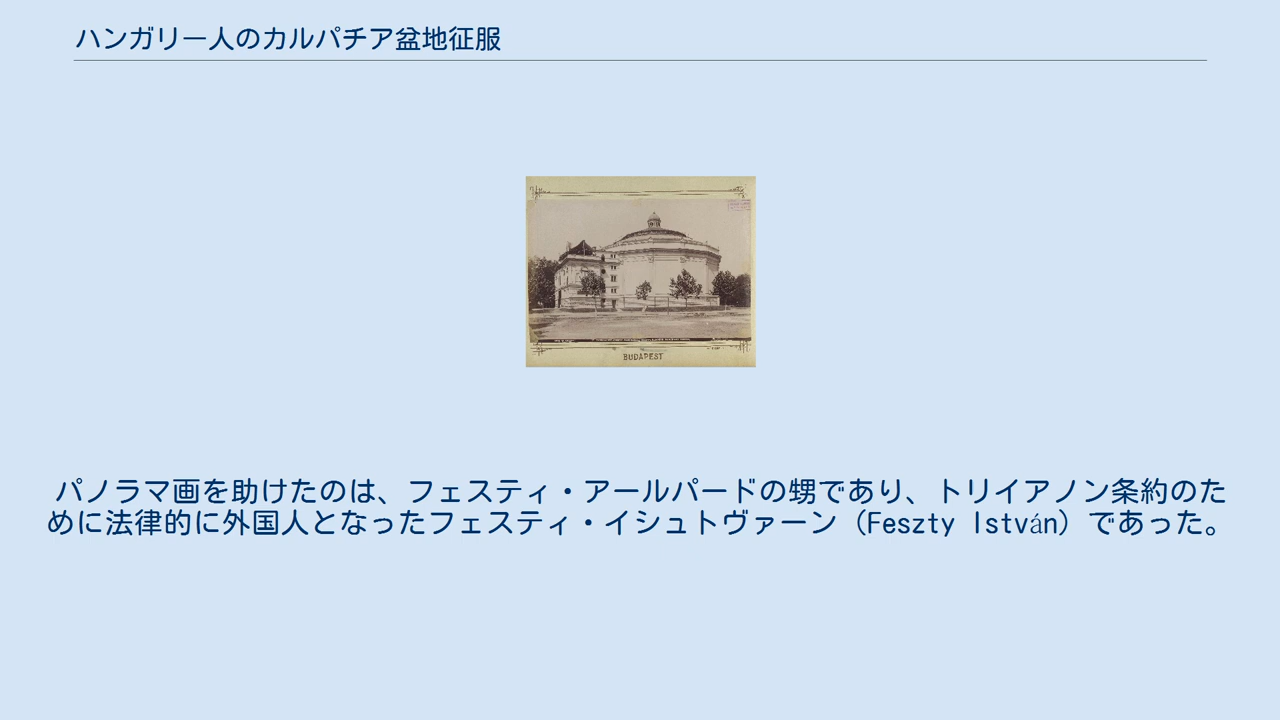 ハンガリー人のカルパチア盆地征服
BUDAPEST
パノラマ画を助けたのは、フェスティ・アールパードの甥であり、トリイアノン条約のた
めに法律的に外国人となったフェスティ・イシュトヴァーン（Feszty István）であった。